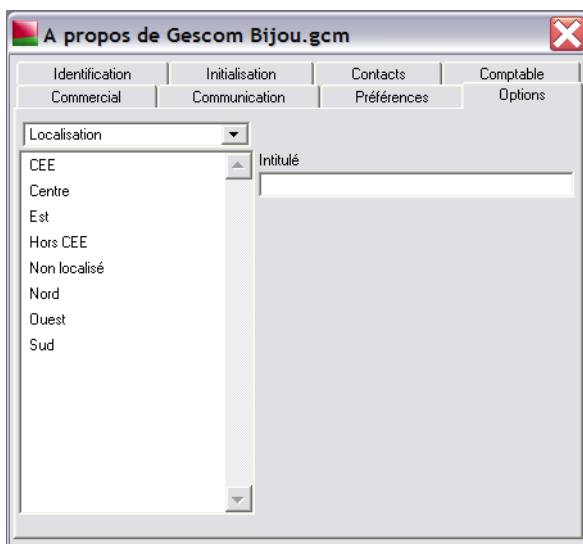 A propos de Gescom Bijou.gcm
Identification Initialisation Contacts Comptable
Commercial Communication Préférences Options
Localisation
Intitulé
CEE
Centre
Est
Hors CEE
Non localisé
Nord
Ouest
Sud